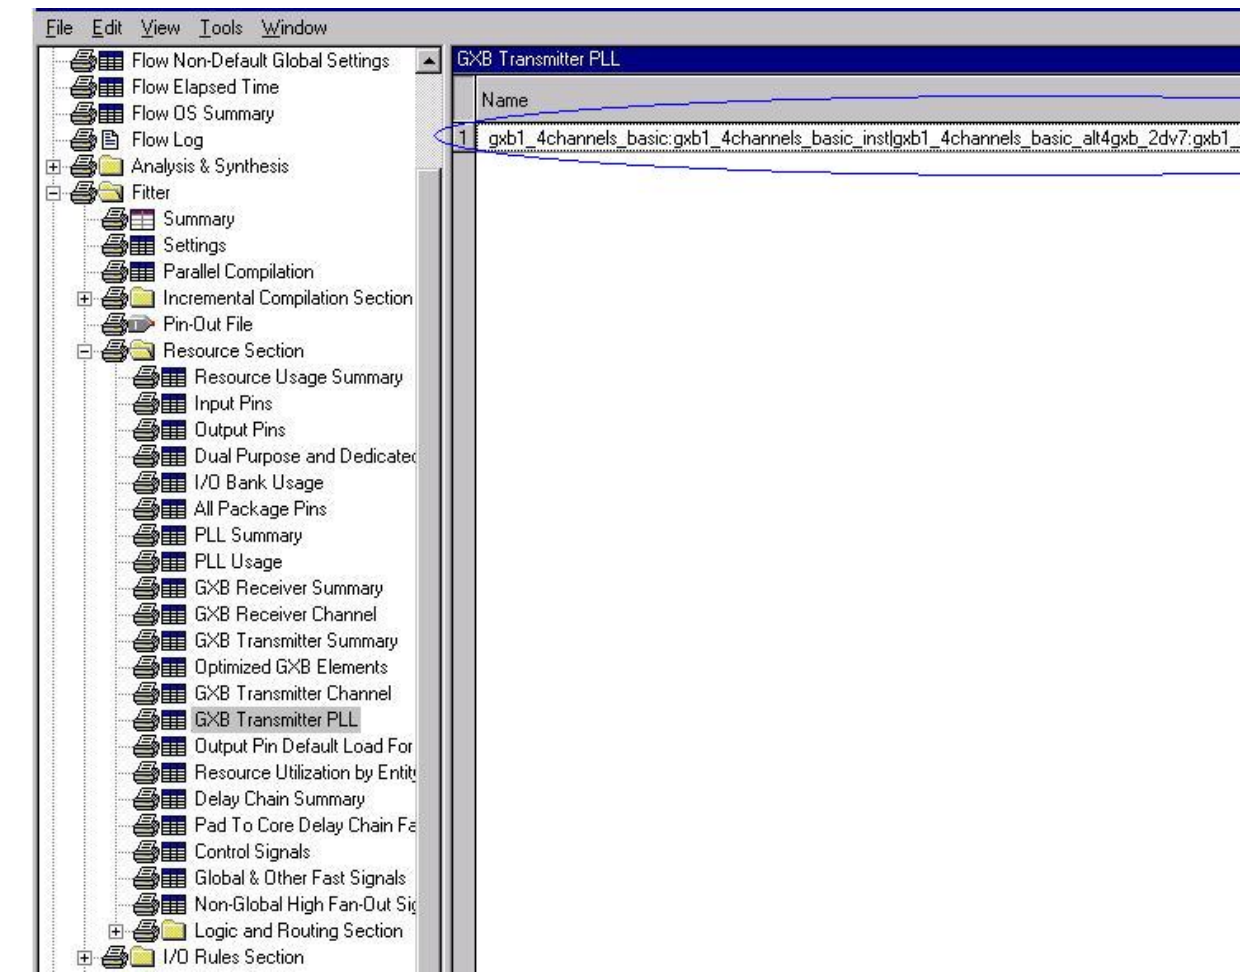 File Edit View Tools Window
Flow Non-Default Global Settings
Flow Elapsed Time
Flow OS Summary
Flow Log
Analysis & Synthesis
Fitter
Summary
Settings
Parallel Compilation
Incremental Compilation Section
Pin-Out File
Resource Section
Resource Usage Summary
Input Pins
Output Pins
Dual Purpose and Dedicated
I/O Bank Usage
All Package Pins
PLL Summary
PLL Usage
GXB Receiver Summary
GXB Receiver Channel
GXB Transmitter Summary
Optimized GXB Elements
GXB Transmitter Channel
GXB Transmitter PLL
Output Pin Default Load For
Resource Utilization by Entity
Delay Chain Summary
Pad To Core Delay Chain Fa
Control Signals
Global & Other Fast Signals
Non-Global High Fan-Out Sig
Logic and Routing Section
I/O Rules Section
GXB Transmitter PLL
Name
1 gxb1_4channels_basic:gxb1_4channels_basic_inst|gxb1_4channels_basic_alt4gxb_2dv7:gxb1_